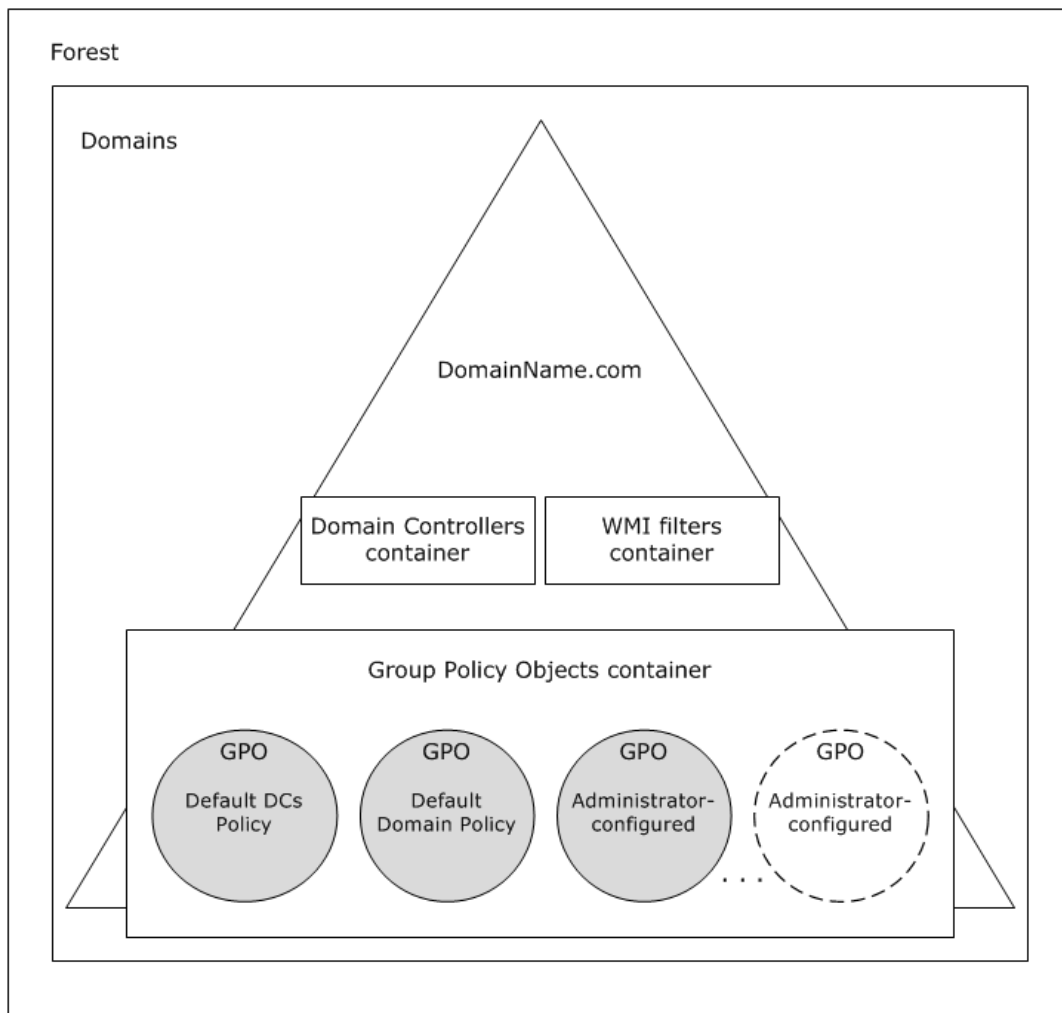 Forest
Domains
DomainName.com
Domain Controllers
container
WMI filters
container
Group Policy Objects container
GPO
Default DCs
Policy
GPO
Default
Domain Policy
GPO
Administrator-
configured
. . .
GPO
Administrator-
configured